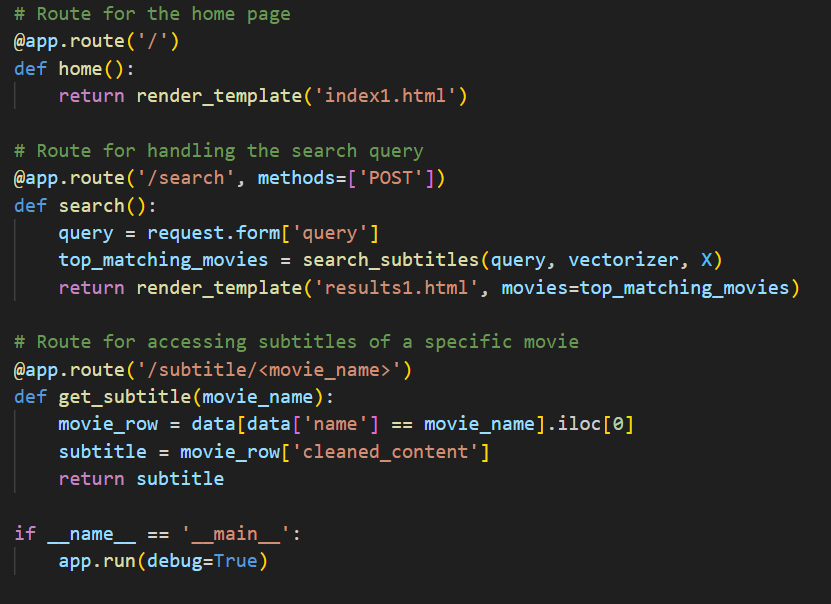 # Route for the home page
@app.route('/')
def home():
    return render_template('index1.html')

# Route for handling the search query
@app.route('/search', methods=['POST'])
def search():
    query = request.form['query']
    top_matching_movies = search_subtitles(query, vectorizer, X)
    return render_template('results1.html', movies=top_matching_movies)

# Route for accessing subtitles of a specific movie
@app.route('/subtitle/<movie_name>')
def get_subtitle(movie_name):
    movie_row = data[data['name'] == movie_name].iloc[0]
    subtitle = movie_row['cleaned_content']
    return subtitle

if __name__ == '__main__':
    app.run(debug=True)